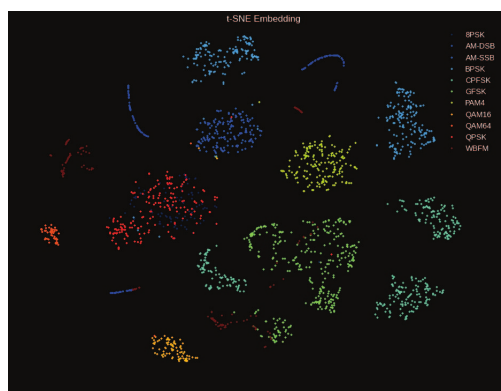 t-SNE Embedding
8PSK
AM-DSB
AM-SSB
BPSK
CPFSK
GFSK
PAM4
QAM16
QAM64
QPSK
WBFM